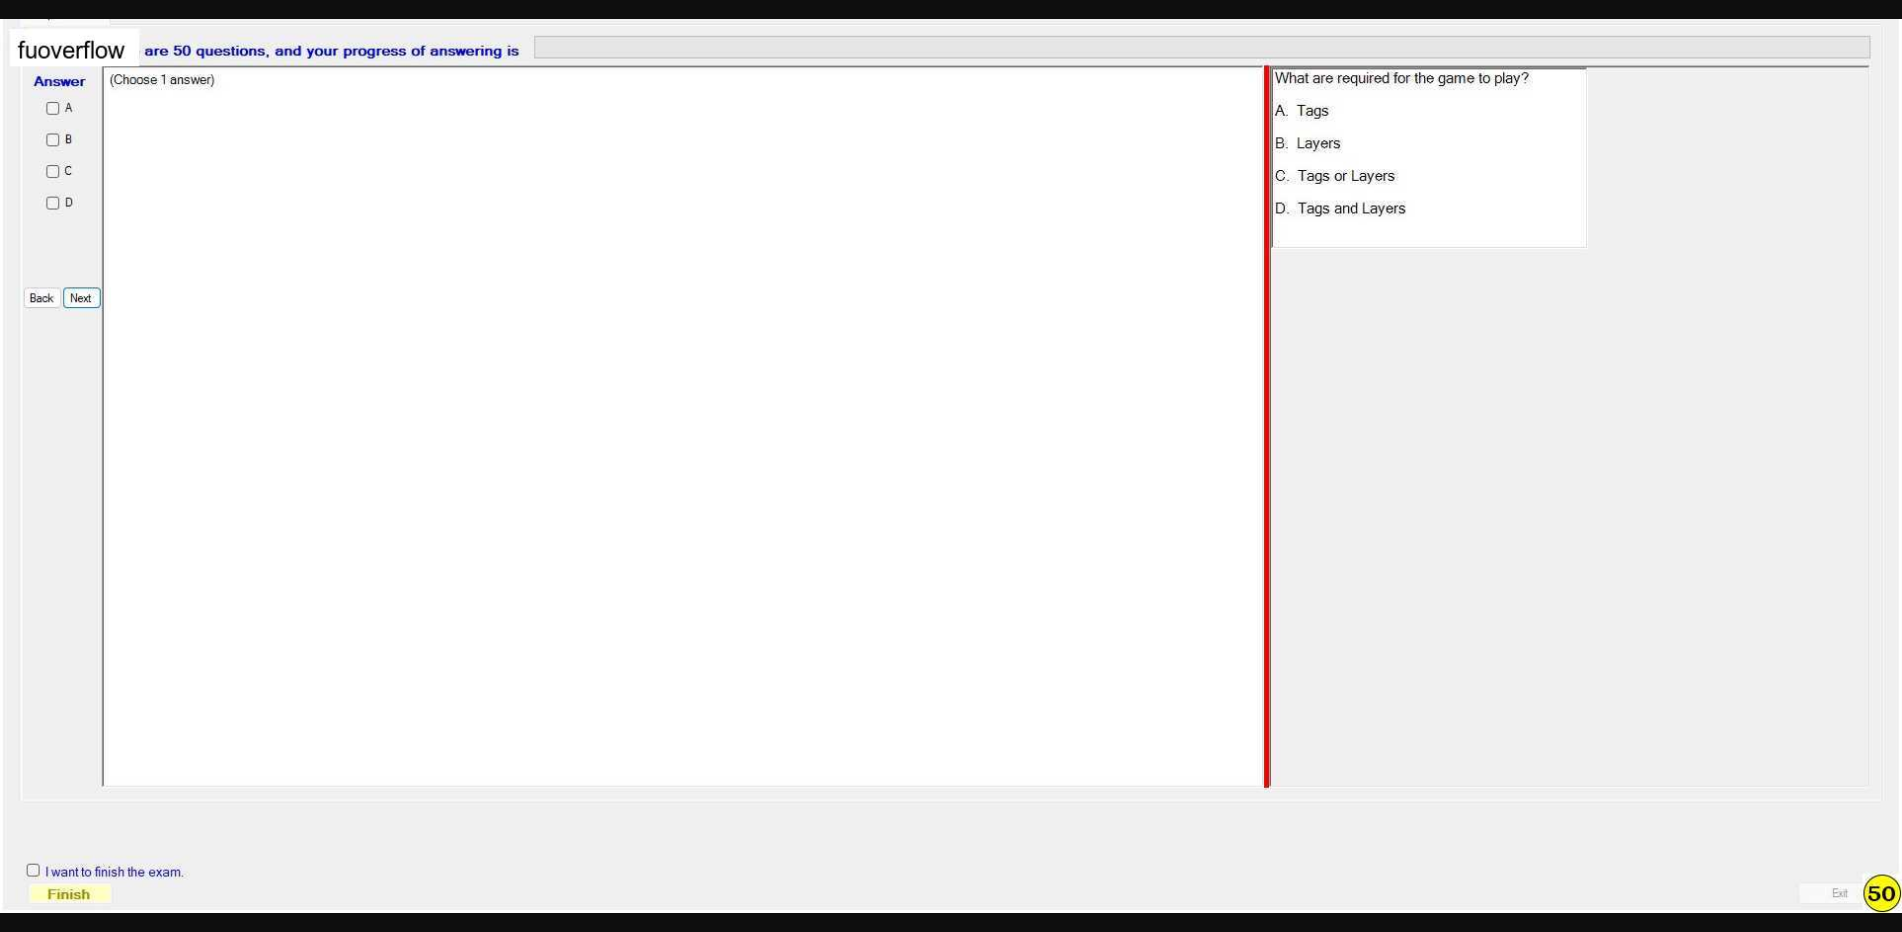 fuoverflow are 50 questions, and your progress of answering is
Answer
(Choose 1 answer)
A
B
C
D
Back Next
What are required for the game to play?
A. Tags
B. Layers
C. Tags or Layers
D. Tags and Layers
I want to finish the exam.
Finish
Exit
50